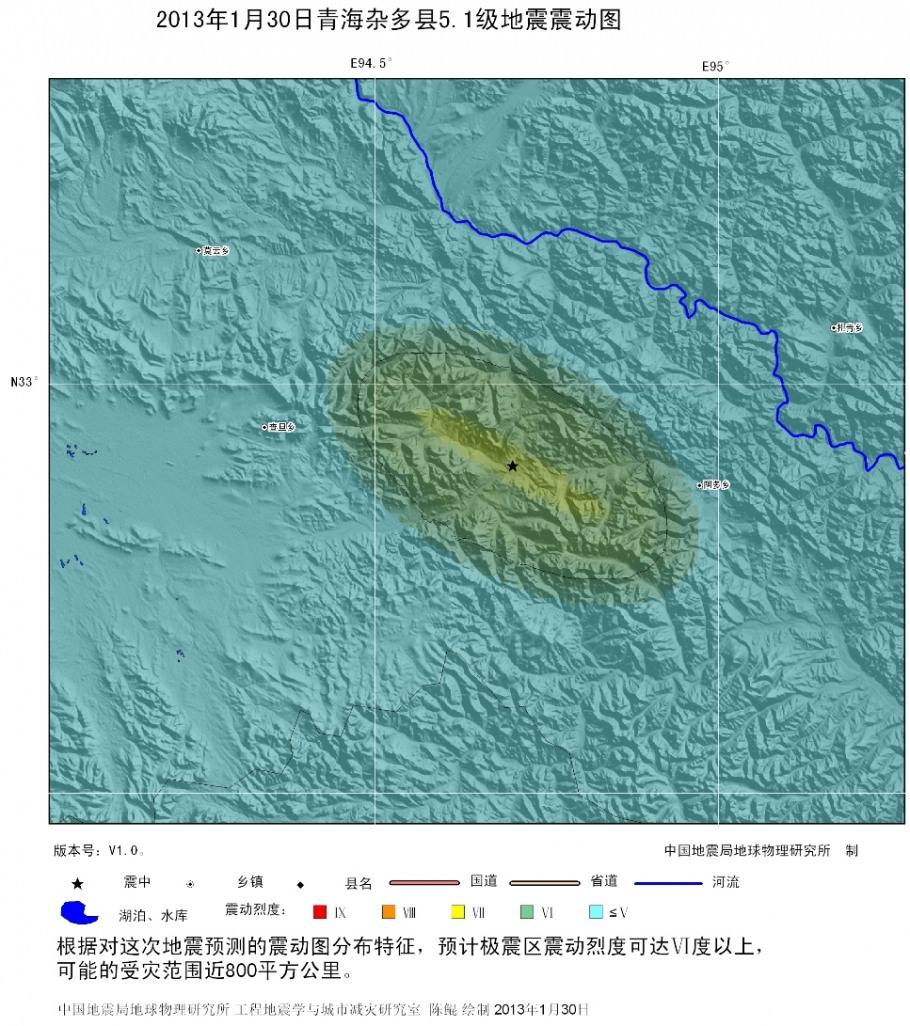 2013年1月30日青海杂多县5.1级地震震动图
E94.5° E95°
莫云乡
扎青乡
N33°
查旦乡
阿多乡
版本号：V1.0。 中国地震局地球物理研究所 制
震中 乡镇 县名 国道 省道 河流
湖泊、水库 震动烈度： Ⅸ Ⅷ Ⅶ Ⅵ ≤Ⅴ
根据对这次地震预测的震动图分布特征，预计极震区震动烈度可达Ⅵ度以上，
可能的受灾范围近800平方公里。
中国地震局地球物理研究所 工程地震学与城市减灾研究室 陈鲲 绘制 2013年1月30日